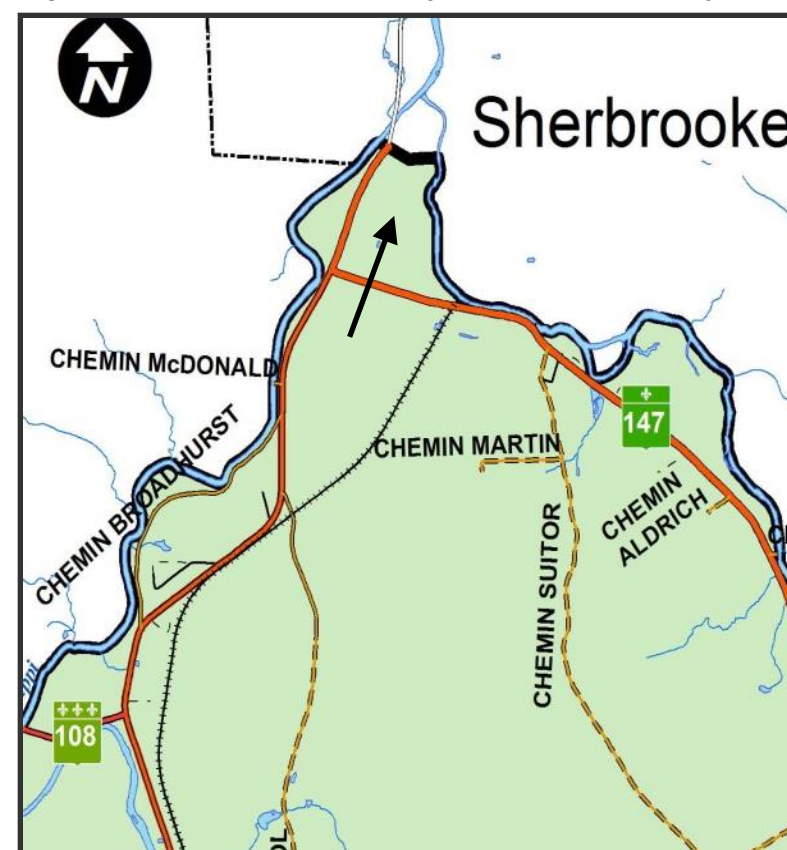 N
Sherbrooke
CHEMIN McDONALD
CHEMIN BROADHURST
147
CHEMIN MARTIN
CHEMIN
ALDRICH
CHEMIN SUITOR
108